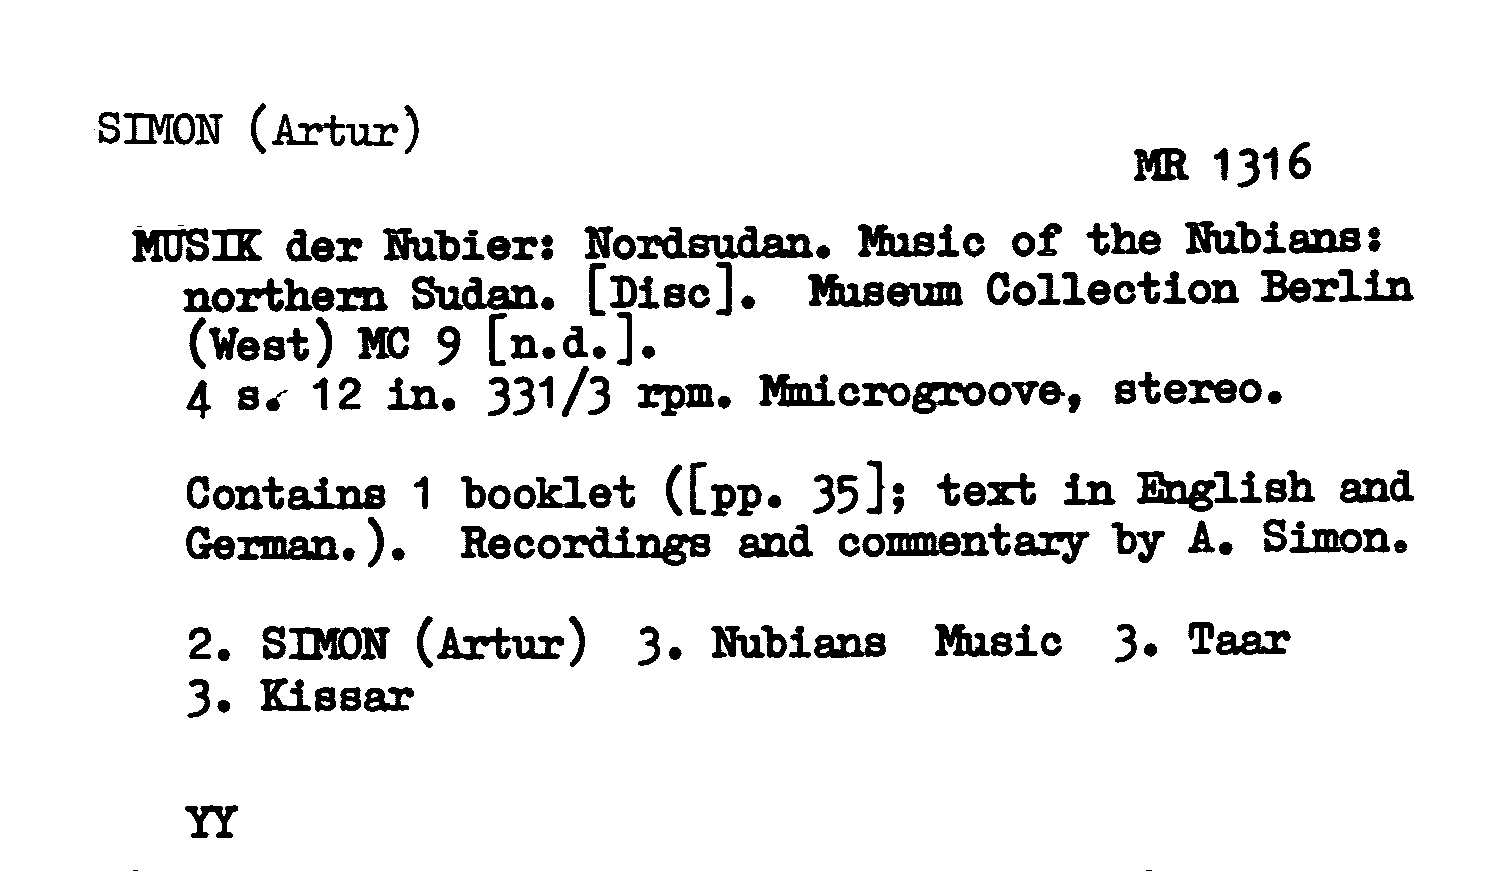 SIMON (Artur)
MR 1316
MUSIK der Nubier: Nordsudan. Music of the Nubians:
northern Sudan. [Disc]. Museum Collection Berlin
(West) MC 9 [n.d.].
4 s. 12 in. 331/3 rpm. Mmicrogroove, stereo.
Contains 1 booklet ([pp. 35]; text in English and
German.). Recordings and commentary by A. Simon.
2. SIMON (Artur) 3. Nubians Music 3. Taar
3. Kissar
YY